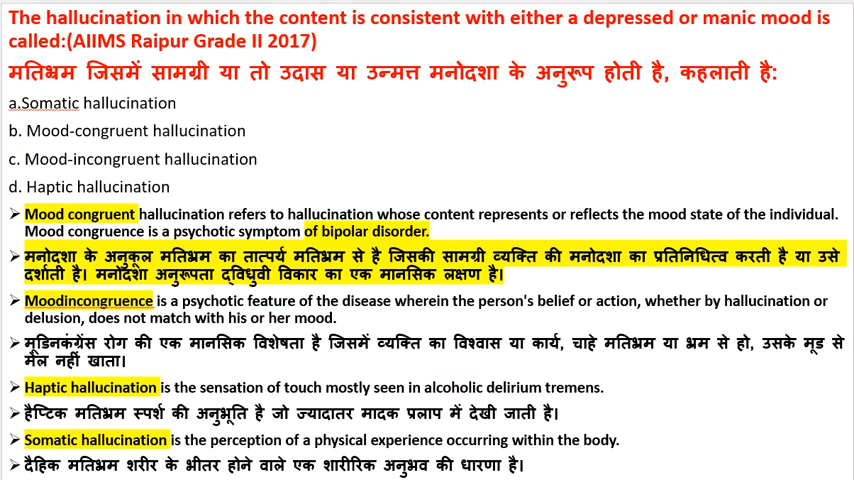 The hallucination in which the content is consistent with either a depressed or manic mood is
called:(AIIMS Raipur Grade II 2017)
मतिभ्रम जिसमें सामग्री या तो उदास या उन्मत्त मनोदशा के अनुरूप होती है, कहलाती है:
a.Somatic hallucination
b. Mood-congruent hallucination
c. Mood-incongruent hallucination
d. Haptic hallucination
➢ Mood congruent hallucination refers to hallucination whose content represents or reflects the mood state of the individual.
Mood congruence is a psychotic symptom of bipolar disorder.
➢ मनोदशा के अनुकूल मतिभ्रम का तात्पर्य मतिभ्रम से है जिसकी सामग्री व्यक्ति की मनोदशा का प्रतिनिधित्व करती है या उसे
दर्शाती है। मनोदशा अनुरूपता द्विध्रुवी विकार का एक मानसिक लक्षण है।
➢ Moodincongruence is a psychotic feature of the disease wherein the person's belief or action, whether by hallucination or
delusion, does not match with his or her mood.
➢ मूडिनकंग्रेंस रोग की एक मानसिक विशेषता है जिसमें व्यक्ति का विश्वास या कार्य, चाहे मतिभ्रम या भ्रम से हो, उसके मूड से
मेल नहीं खाता।
➢ Haptic hallucination is the sensation of touch mostly seen in alcoholic delirium tremens.
➢ हैप्टिक मतिभ्रम स्पर्श की अनुभूति है जो ज्यादातर मादक प्रलाप में देखी जाती है।
➢ Somatic hallucination is the perception of a physical experience occurring within the body.
➢ दैहिक मतिभ्रम शरीर के भीतर होने वाले एक शारीरिक अनुभव की धारणा है।